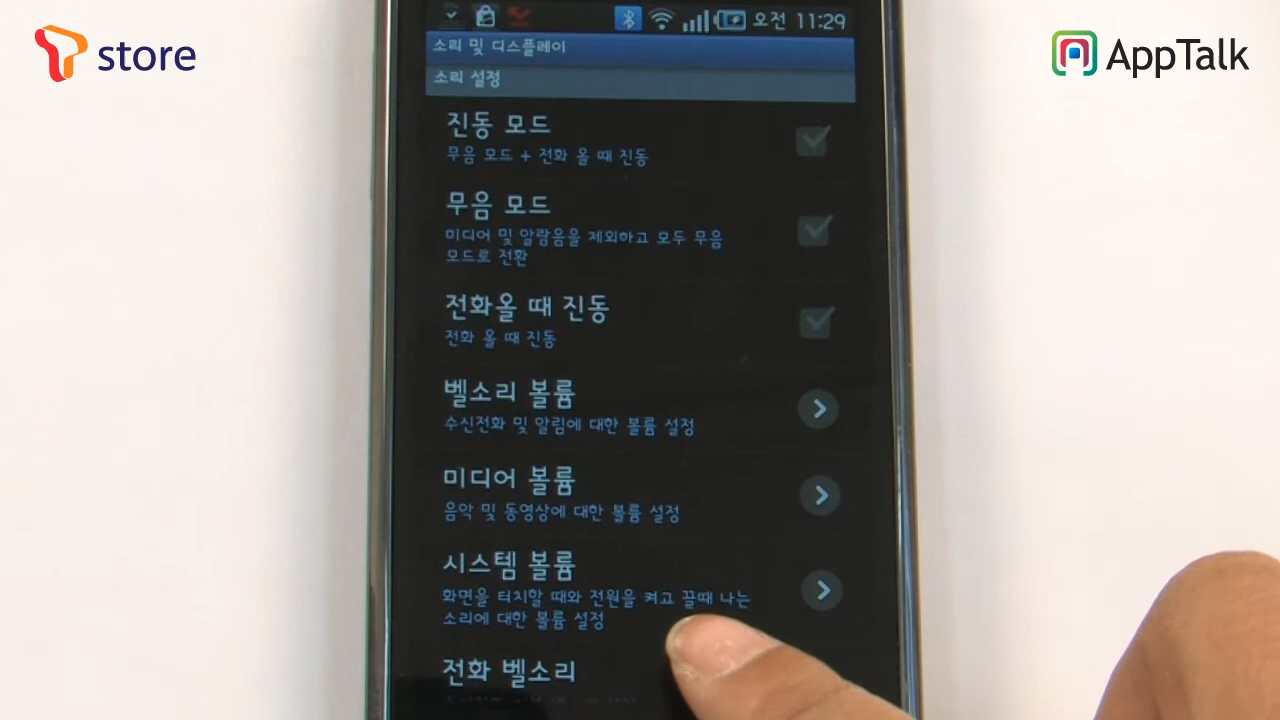 store
AppTalk
오전 11:29
소리 및 디스플레이
소리 설정
진동 모드
무음 모드 + 전화 올 때 진동
무음 모드
미디어 및 알람음을 제외하고 모두 무음
모드로 전환
전화올 때 진동
전화 올 때 진동
벨소리 볼륨
수신전화 및 알림에 대한 볼륨 설정
미디어 볼륨
음악 및 동영상에 대한 볼륨 설정
시스템 볼륨
화면을 터치할 때와 전원을 켜고 끌때 나는
소리에 대한 볼륨 설정
전화 벨소리